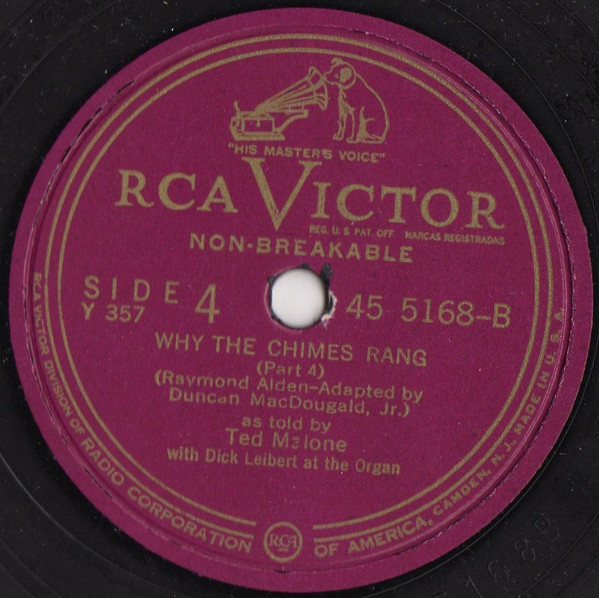 "HIS MASTER'S VOICE"
RCA VICTOR
REG. U. S. PAT. OFF. MARCAS REGISTRADAS
NON-BREAKABLE
SIDE 4
Y 357
45 5168-B
WHY THE CHIMES RANG
(Part 4)
(Raymond Alden-Adapted by
Duncan MacDougald, Jr.)
as told by
Ted Malone
with Dick Leibert at the Organ
RCA VICTOR DIVISION OF RADIO CORPORATION OF AMERICA, CAMDEN, N. J., MADE IN U. S. A.
RCA